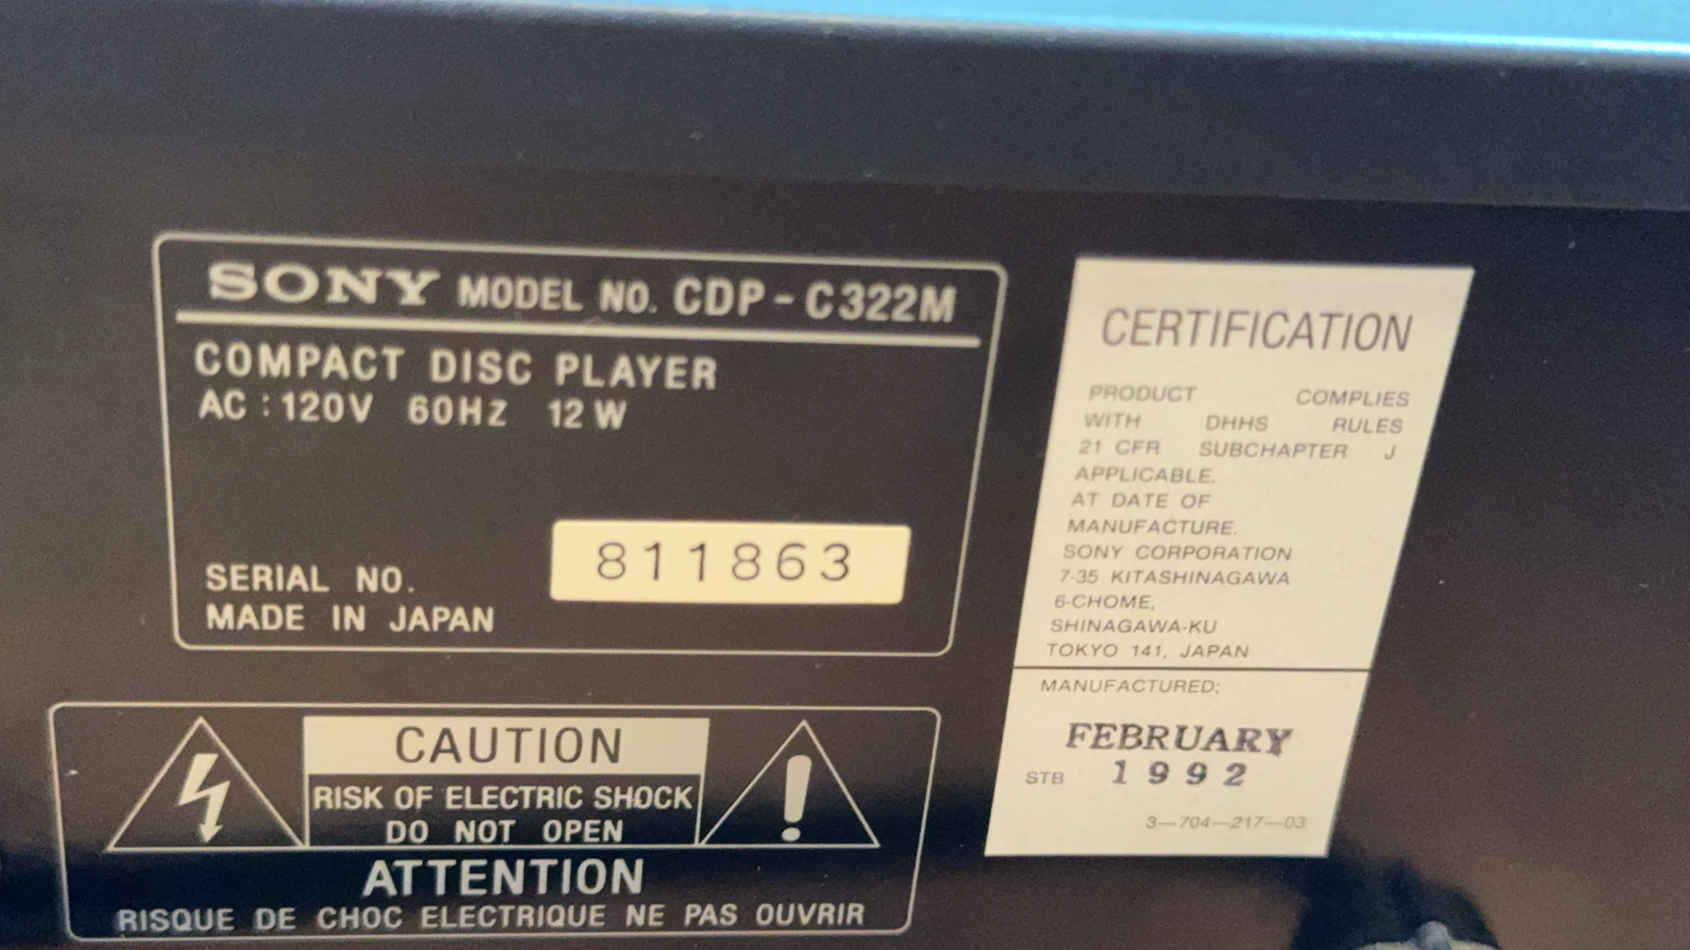 SONY MODEL NO. CDP-C322M
COMPACT DISC PLAYER
AC : 120V 60HZ 12W
SERIAL NO. 811863
MADE IN JAPAN
CAUTION
RISK OF ELECTRIC SHOCK
DO NOT OPEN
ATTENTION
RISQUE DE CHOC ELECTRIQUE NE PAS OUVRIR
CERTIFICATION
PRODUCT COMPLIES
WITH DHHS RULES
21 CFR SUBCHAPTER J
APPLICABLE.
AT DATE OF
MANUFACTURE.
SONY CORPORATION
7-35 KITASHINAGAWA
6-CHOME,
SHINAGAWA-KU
TOKYO 141, JAPAN
MANUFACTURED:
FEBRUARY
STB 1992
3-704-217-03